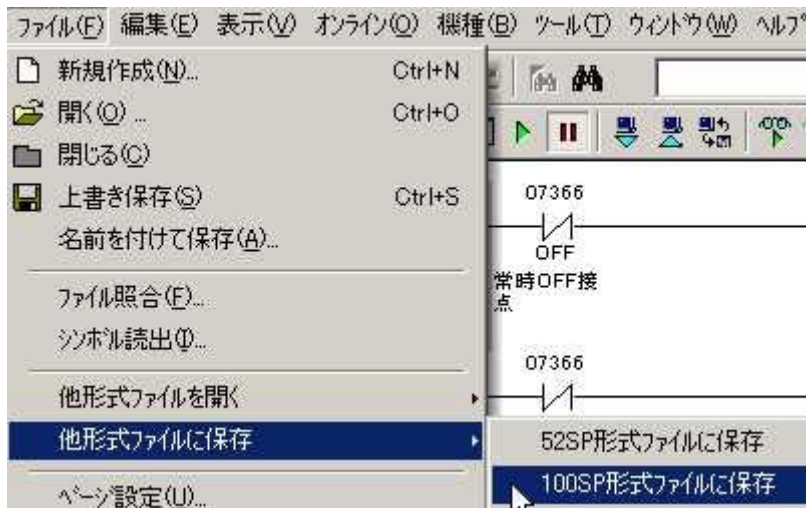 ファイル(F) 編集(E) 表示(V) オンライン(O) 機種(B) ツール(T) ウィンドウ(W) ヘルプ
新規作成(N)... Ctrl+N
開く(O) ... Ctrl+O
閉じる(C)
上書き保存(S) Ctrl+S
名前を付けて保存(A)...
ファイル照合(F)...
シンボル読出(I)...
他形式ファイルを開く
他形式ファイルに保存
ページ設定(U)...
07366
OFF
常時OFF接
点
07366
52SP形式ファイルに保存
100SP形式ファイルに保存